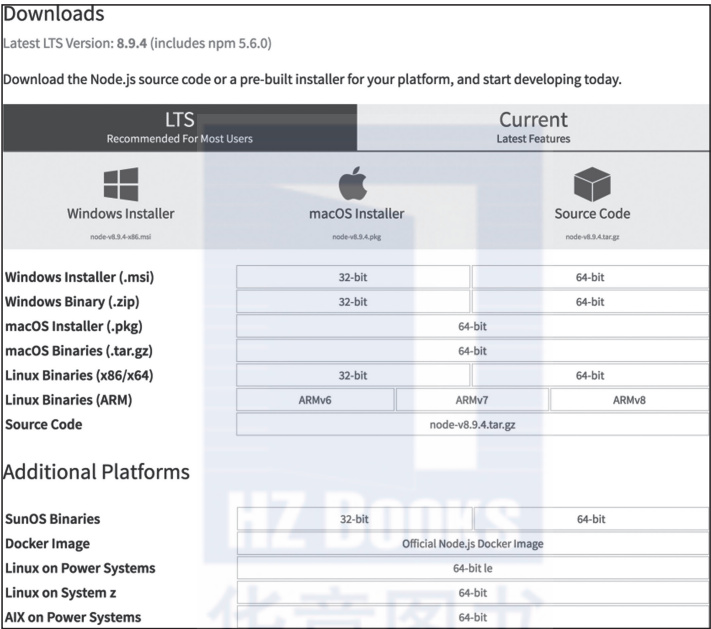 Downloads
Latest LTS Version: 8.9.4 (includes npm 5.6.0)
Download the Node.js source code or a pre-built installer for your platform, and start developing today.
LTS
Recommended For Most Users
Current
Latest Features
Windows Installer
node-v8.9.4-x86.msi
macOS Installer
node-v8.9.4.pkg
Source Code
node-v8.9.4.tar.gz
Windows Installer (.msi) 32-bit 64-bit
Windows Binary (.zip) 32-bit 64-bit
macOS Installer (.pkg) 64-bit
macOS Binaries (.tar.gz) 64-bit
Linux Binaries (x86/x64) 32-bit 64-bit
Linux Binaries (ARM) ARMv6 ARMv7 ARMv8
Source Code node-v8.9.4.tar.gz
Additional Platforms
HZ BOOKS
SunOS Binaries 32-bit 64-bit
Docker Image Official Node.js Docker Image
Linux on Power Systems 64-bit le
Linux on System z 64-bit
AIX on Power Systems 64-bit
华章图书